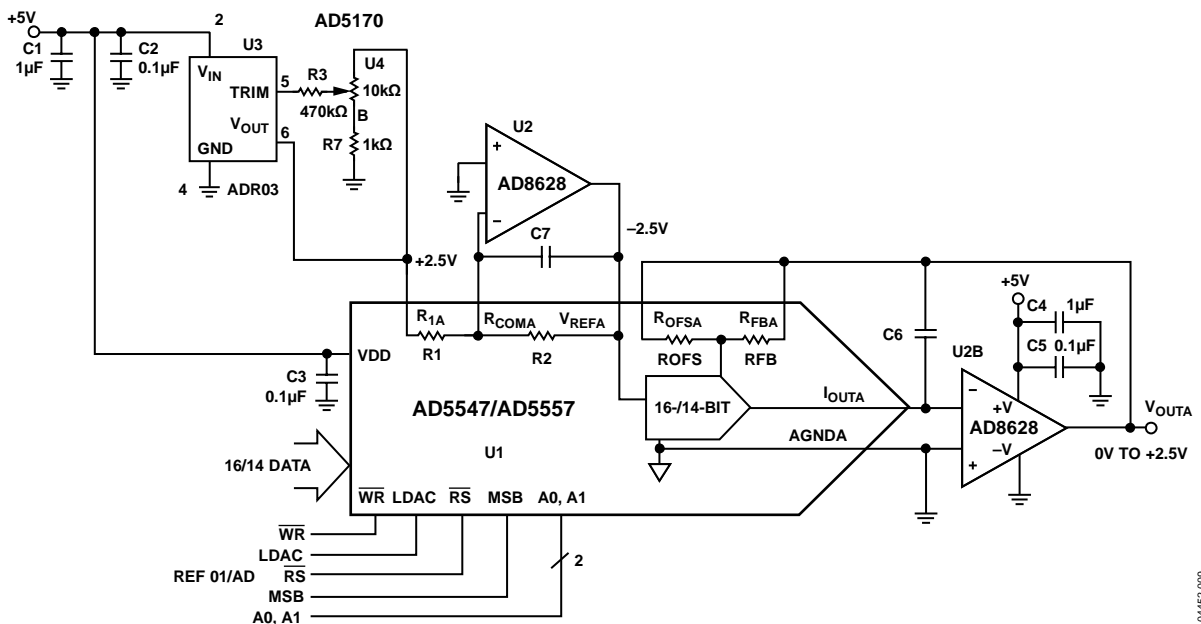 +5V
2
AD5170
C1
1µF
C2
0.1µF
U3
VIN
TRIM
5
R3
470kΩ
U4
10kΩ
B
VOUT
6
R7
1kΩ
GND
4
ADR03
U2
+
AD8628
–
C7
–2.5V
+2.5V
R1A
RCOMA
VREFA
ROFSA
RFBA
R1
R2
ROFS
RFB
C6
+5V
C4
1µF
C5
0.1µF
U2B
VDD
C3
0.1µF
AD5547/AD5557
U1
16-/14-BIT
IOUTA
AGNDA
–
+V
AD8628
–V
+
VOUTA
0V TO +2.5V
16/14 DATA
WR LDAC RS MSB A0, A1
WR
LDAC
REF 01/AD RS
MSB
A0, A1
2
04452-009